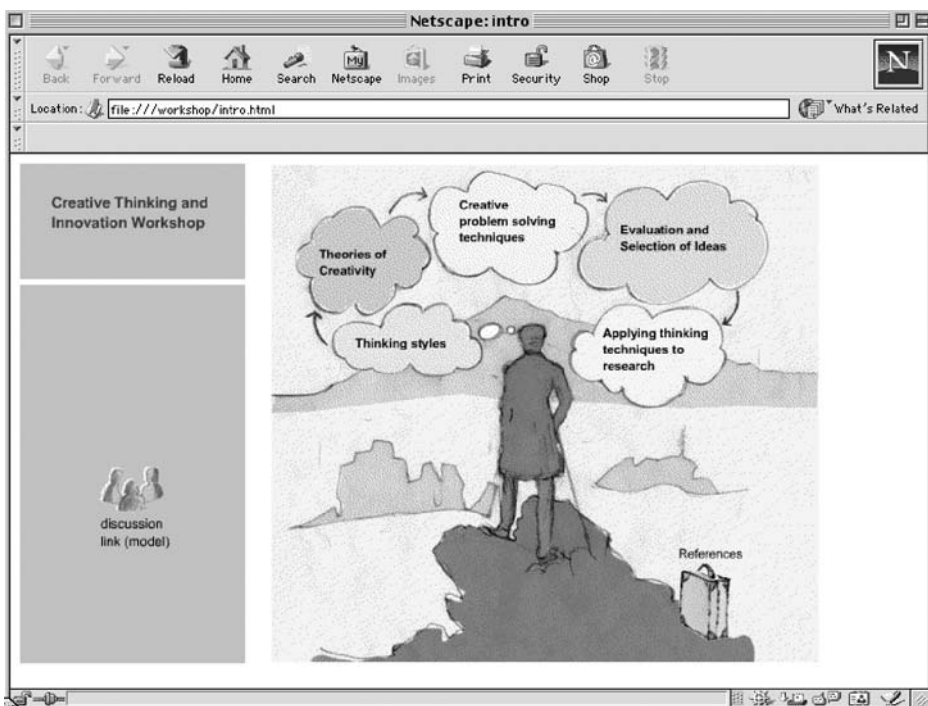 Netscape: intro
Back Forward Reload Home Search Netscape Images Print Security Shop Stop
My
N
Location: file:///workshop/intro.html What's Related
Creative Thinking and
Innovation Workshop
discussion
link (model)
Thinking styles
Theories of
Creativity
Creative
problem solving
techniques
Evaluation and
Selection of Ideas
Applying thinking
techniques to
research
References